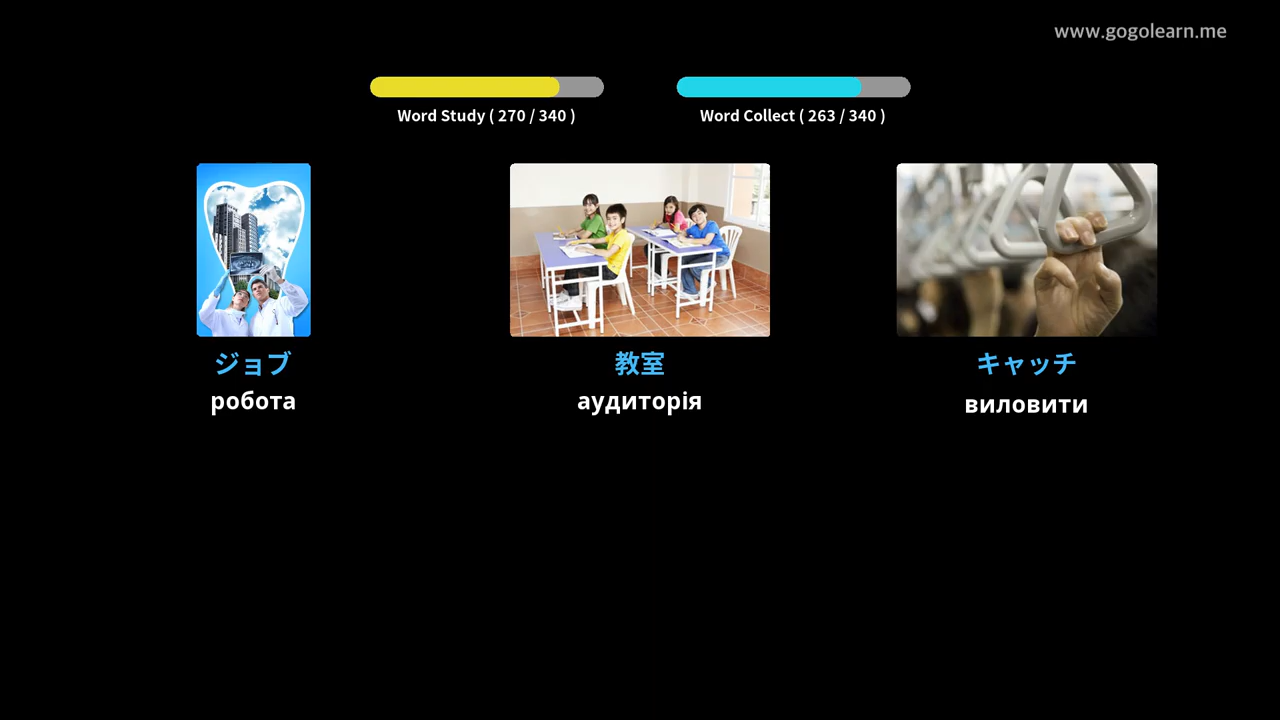 www.gogolearn.me
Word Study ( 270 / 340 )
Word Collect ( 263 / 340 )
ジョブ
робота
教室
аудиторія
キャッチ
виловити